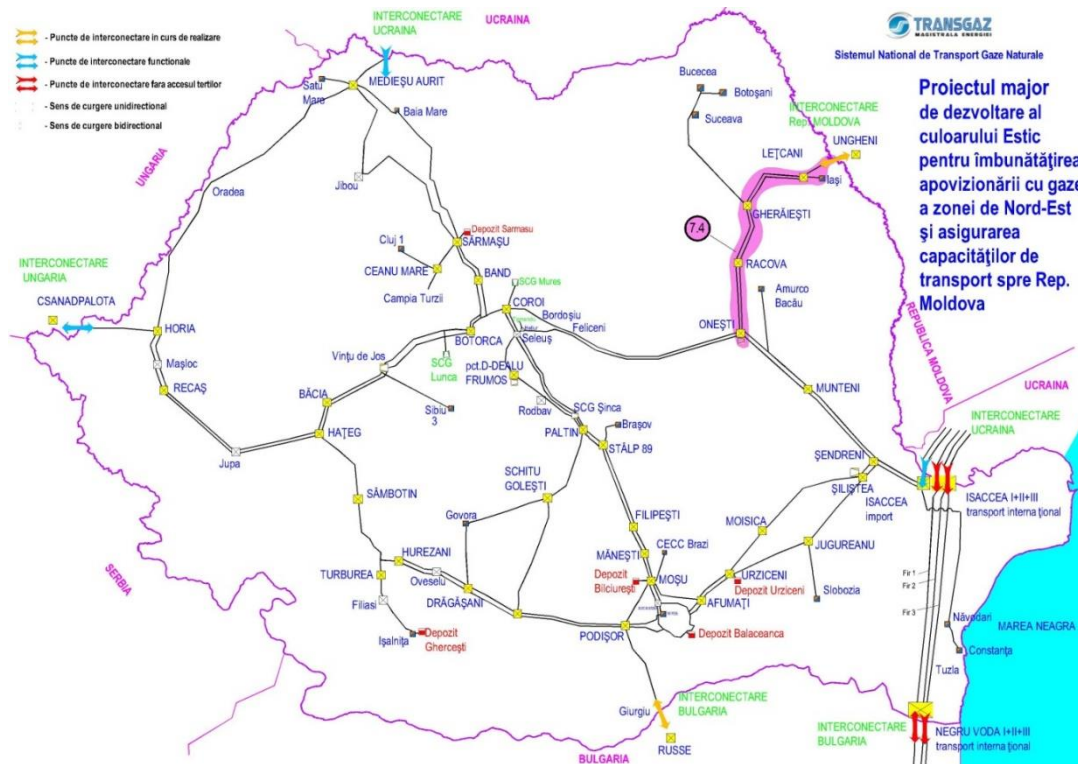 INTERCONECTARE
UCRAINA
UCRAINA
TRANSGAZ
MAGISTRALA ENERGIEI
Sistemul National de Transport Gaze Naturale
Proiectul major
de dezvoltare al
culoarului Estic
pentru îmbunătăţirea
apovizionării cu gaze
a zonei de Nord-Est
şi asigurarea
capacităţilor de
transport spre Rep.
Moldova
- Puncte de interconectare in curs de realizare
- Puncte de interconectare functionale
- Puncte de interconectare fara accesul tertilor
- Sens de curgere unidirectional
- Sens de curgere bidirectional
MEDIEŞU AURIT
Satu
Mare
Baia Mare
Bucecea
Botoşani
Suceava
INTERCONECTARE
Rep. MOLDOVA
UNGHENI
LEŢCANI
Iaşi
UNGARIA
Oradea
Jibou
GHERĂIEŞTI
7.4
Depozit Sarmasu
SĂRMAŞU
Cluj 1
CEANU MARE
BAND
Campia Turzii
RACOVA
INTERCONECTARE
UNGARIA
CSANADPALOTA
SCG Mures
COROI
Bordoşiu
Feliceni
Amurco
Bacău
ONEŞTI
HORIA
BOTORCA
Seleuş
Maşloc
Vinţu de Jos
SCG
Lunca
pct.D-DEALU
FRUMOS
REPUBLICA MOLDOVA
RECAŞ
BĂCIA
Sibiu
3
Rodbav
MUNTENI
UCRAINA
SCG Şinca
HAŢEG
PALTIN
Braşov
STÂLP 89
INTERCONECTARE
UCRAINA
Jupa
ŞENDRENI
SCHITU
GOLEŞTI
ŞILIŞTEA
ISACCEA
import
ISACCEA I+II+III
transport internaţional
SÂMBOTIN
Govora
FILIPEŞTI
MOISICA
CECC Brazi
JUGUREANU
MĂNEŞTI
HUREZANI
Oveselu
TURBUREA
Depozit
Bilciureşti
MOŞU
URZICENI
Depozit Urziceni
SERBIA
Filiasi
DRĂGĂŞANI
AFUMAŢI
Slobozia
Fir 1
Fir 2
Fir 3
Işalniţa
Depozit
Gherceşti
PODIŞOR
Depozit Balaceanca
Năvodari
MAREA NEAGRA
Constanţa
Tuzla
Giurgiu
INTERCONECTARE
BULGARIA
RUSSE
BULGARIA
INTERCONECTARE
BULGARIA
NEGRU VODA I+II+III
transport internaţional